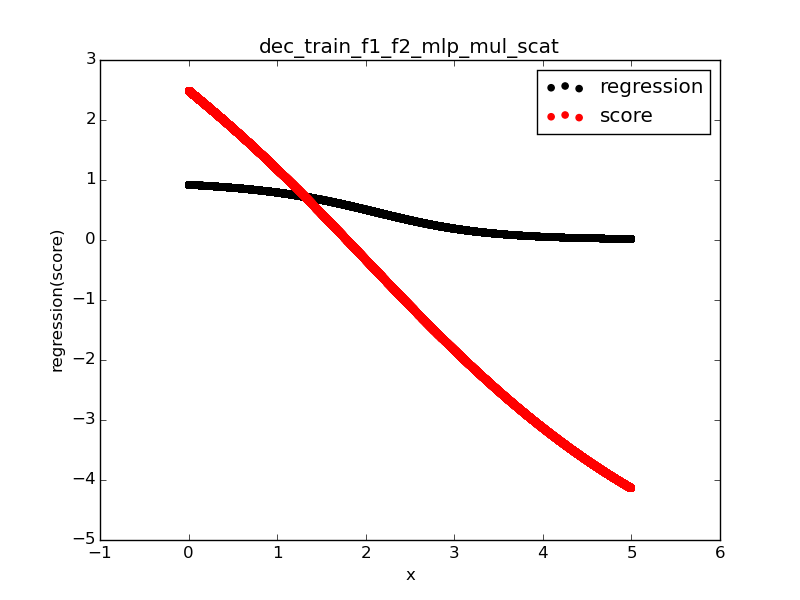 dec_train_f1_f2_mlp_mul_scat
regression
score
3
2
1
0
−1
−2
−3
−4
−5
regression(score)
−1 0 1 2 3 4 5 6
x